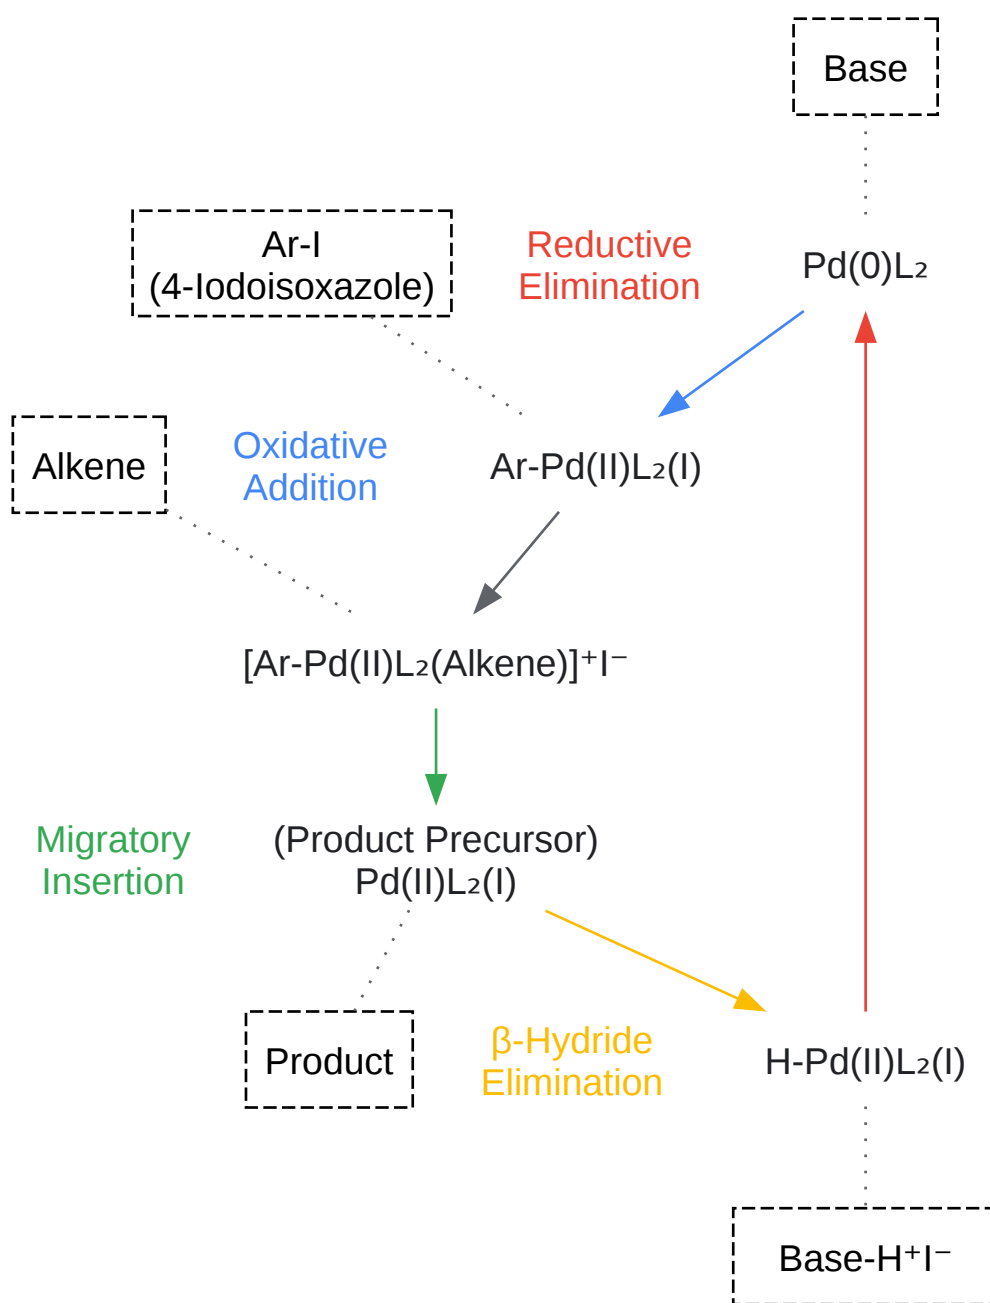 Base
Ar-I
(4-Iodoisoxazole)
Reductive
Elimination
Pd(0)L₂
Alkene
Oxidative
Addition
Ar-Pd(II)L₂(I)
[Ar-Pd(II)L₂(Alkene)]⁺I⁻
Migratory
Insertion
(Product Precursor)
Pd(II)L₂(I)
Product
β-Hydride
Elimination
H-Pd(II)L₂(I)
Base-H⁺I⁻